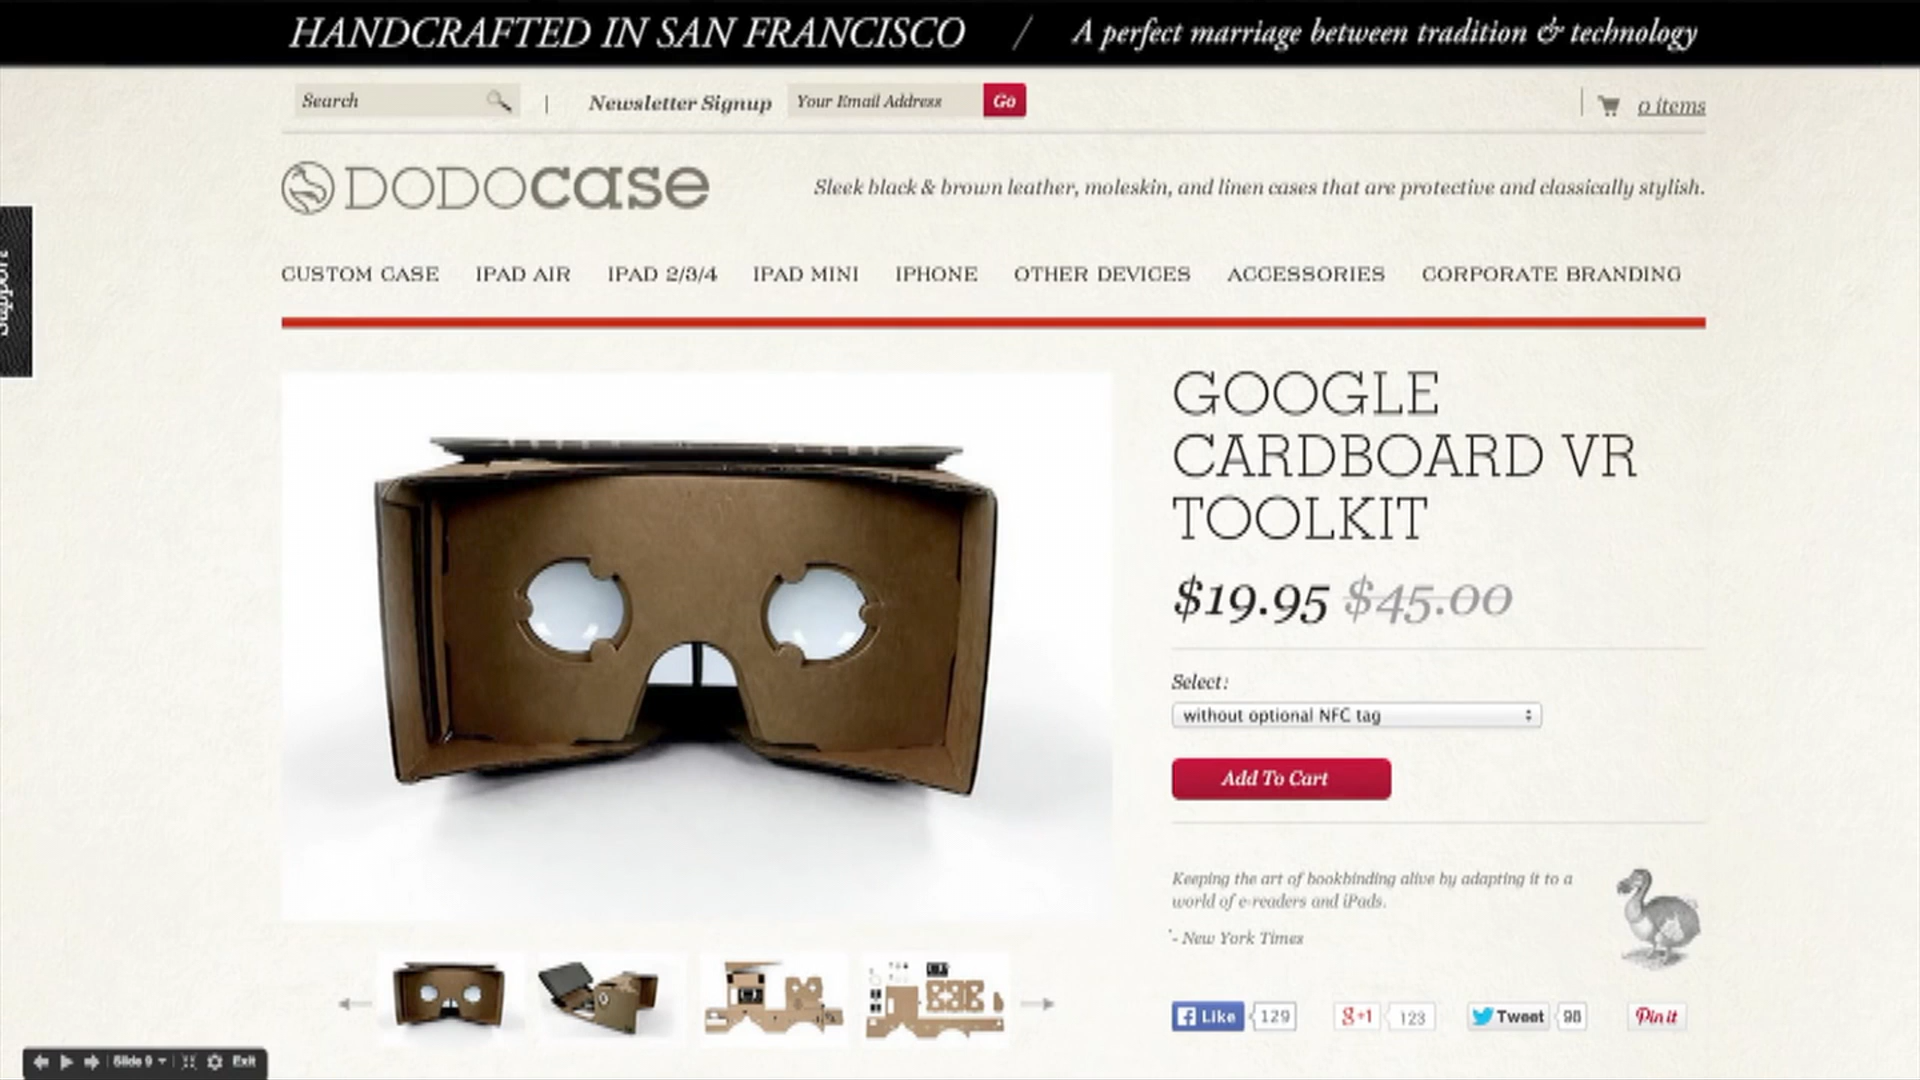 HANDCRAFTED IN SAN FRANCISCO / A perfect marriage between tradition & technology
Search | Newsletter Signup Your Email Address Go 0 items
DODOcase Sleek black & brown leather, moleskin, and linen cases that are protective and classically stylish.
Support
CUSTOM CASE IPAD AIR IPAD 2/3/4 IPAD MINI IPHONE OTHER DEVICES ACCESSORIES CORPORATE BRANDING
GOOGLE
CARDBOARD VR
TOOLKIT
$19.95 $45.00
Select:
without optional NFC tag
Add To Cart
Keeping the art of bookbinding alive by adapting it to a
world of e-readers and iPads.
- New York Times
Like 129 g+1 123 Tweet 98 Pin it
Slide 9 Exit